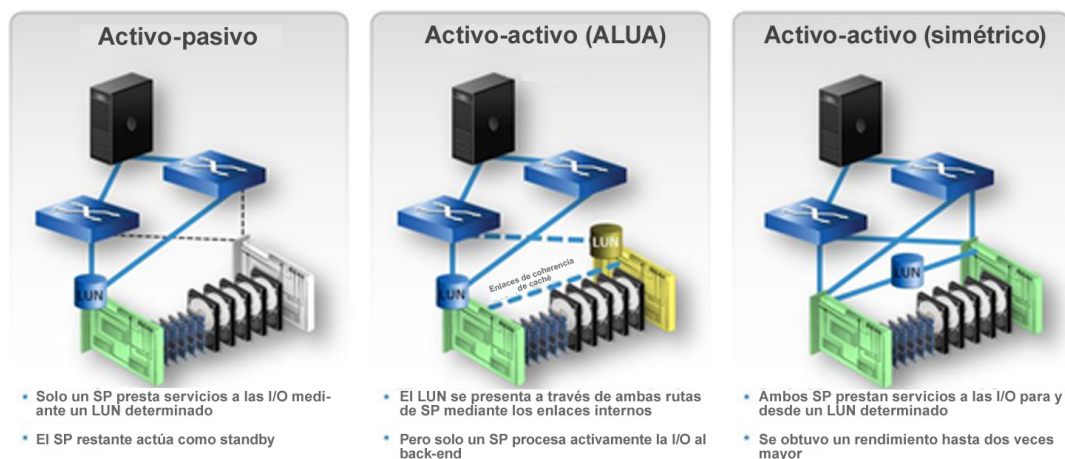 Activo-pasivo
LUN
• Solo un SP presta servicios a las I/O medi-
ante un LUN determinado
• El SP restante actúa como standby
Activo-activo (ALUA)
LUN
Enlaces de coherencia
de caché
LUN
• El LUN se presenta a través de ambas rutas
de SP mediante los enlaces internos
• Pero solo un SP procesa activamente la I/O al
back-end
Activo-activo (simétrico)
LUN
• Ambos SP prestan servicios a las I/O para y
desde un LUN determinado
• Se obtuvo un rendimiento hasta dos veces
mayor